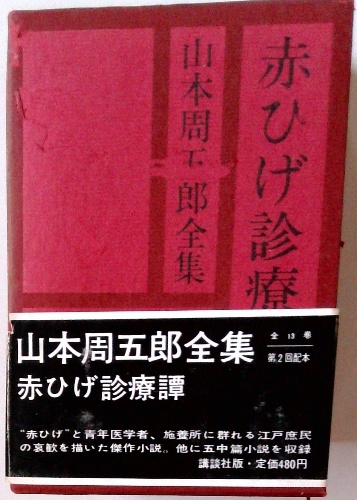 赤ひげ診療
山本周五郎全集
山本周五郎全集
全13巻
第2回配本
赤ひげ診療譚
“赤ひげ”と青年医学者、施養所に群れる江戸庶民
の哀歓を描いた傑作小説。他に五中篇小説を収録
講談社版・定価480円